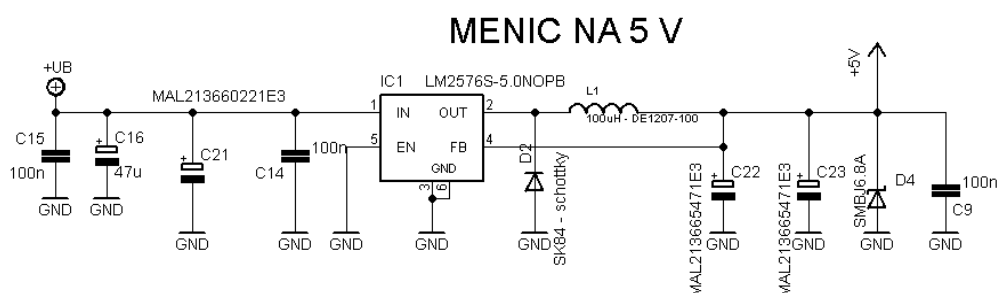 MENIC NA 5 V
+UB
MAL213660221E3
IC1
LM2576S-5.0NOPB
L1
100uH - DE1207-100
+5V
1 IN OUT 2
5 EN FB 4
GND
3 6
C15
100n
C16
47u
C21
C14
100n
D2
SK84 - schottky
C22
MAL213665471E3
C23
MAL213665471E3
D4
SMBJ6.8A
100n
C9
GND
GND
GND
GND
GND
GND
GND
GND
GND
GND
GND